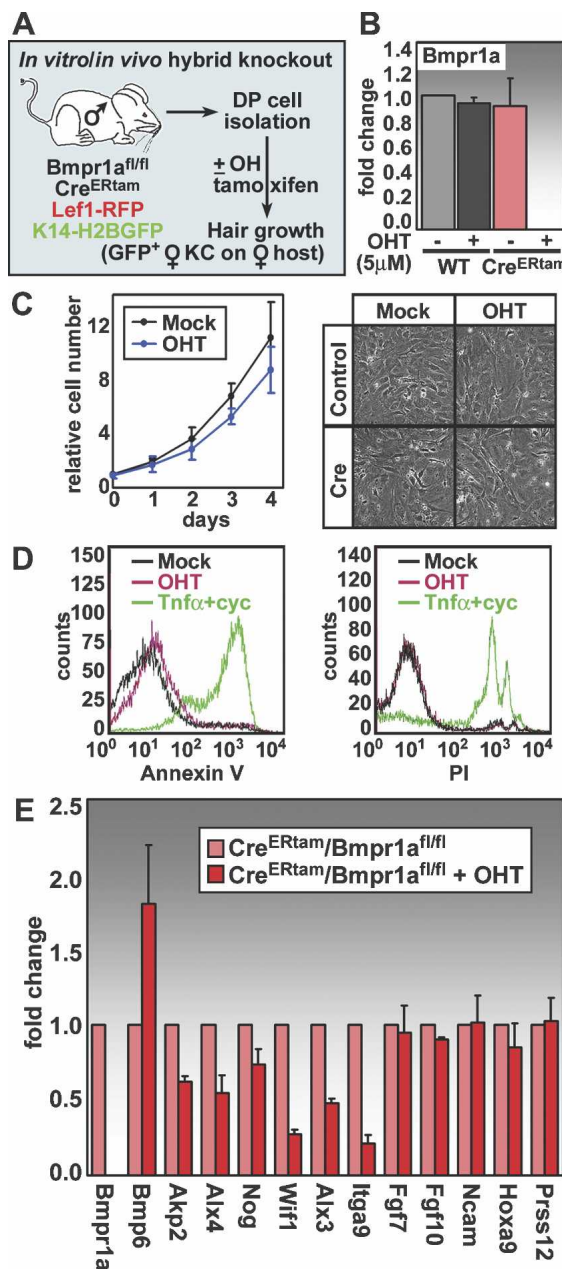 A
In vitro/in vivo hybrid knockout
♂
DP cell
isolation
Bmpr1a^fl/fl
Cre^ERtam
Lef1-RFP
K14-H2BGFP
± OH
tamoxifen
Hair growth
(GFP+ ♀ KC on ♀ host)
B
Bmpr1a
fold change
1.4
1.2
1.0
0.8
0.6
0.4
0.2
0.0
OHT - + - +
(5μM) WT Cre^ERtam
C
relative cell number
12
8
4
0
0 1 2 3 4
days
Mock
OHT
Mock OHT
Control
Cre
D
counts
150
125
100
75
50
25
0
Mock
OHT
Tnfα+cyc
10^0 10^1 10^2 10^3 10^4
Annexin V
counts
140
120
100
80
60
40
20
0
Mock
OHT
Tnfα+cyc
10^0 10^1 10^2 10^3 10^4
PI
E
fold change
2.5
2.0
1.5
1.0
0.5
0.0
Cre^ERtam/Bmpr1a^fl/fl
Cre^ERtam/Bmpr1a^fl/fl + OHT
Bmpr1a
Bmp6
Akp2
Alx4
Nog
Wif1
Alx3
Itga9
Fgf7
Fgf10
Ncam
Hoxa9
Prss12